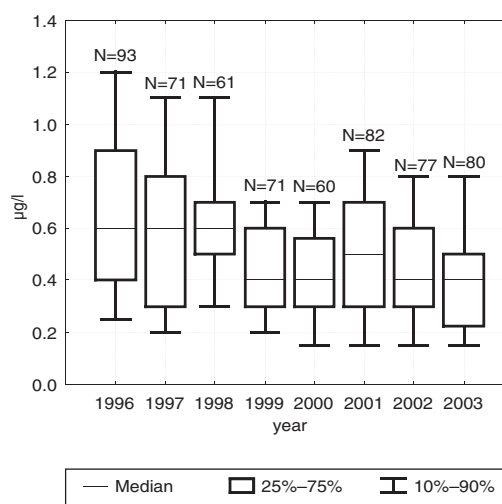 1.4
1.2
1.0
0.8
0.6
0.4
0.2
0.0
µg/l
N=93
N=71
N=61
N=71
N=60
N=82
N=77
N=80
1996 1997 1998 1999 2000 2001 2002 2003
year
Median 25%–75% 10%–90%